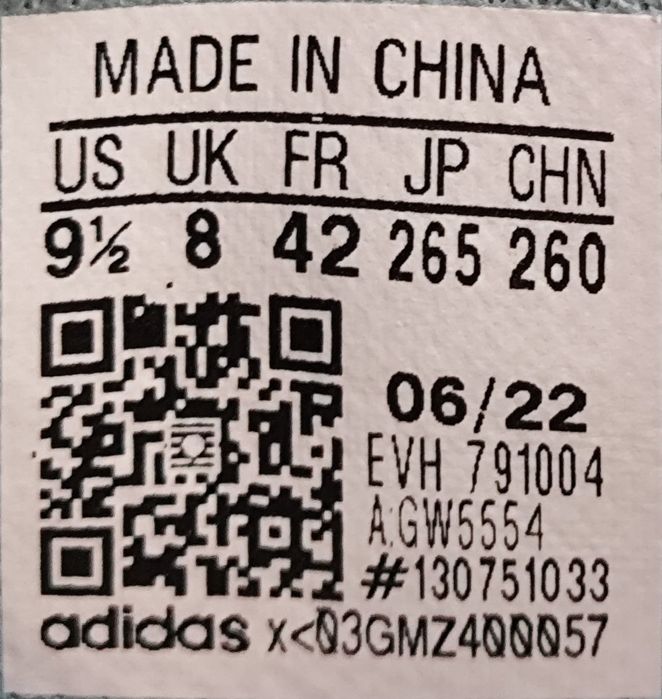 MADE IN CHINA
US UK FR JP CHN
9½ 8 42 265 260
06/22
EVH 791004
A:GW5554
#130751033
adidas x<03GMZ400057